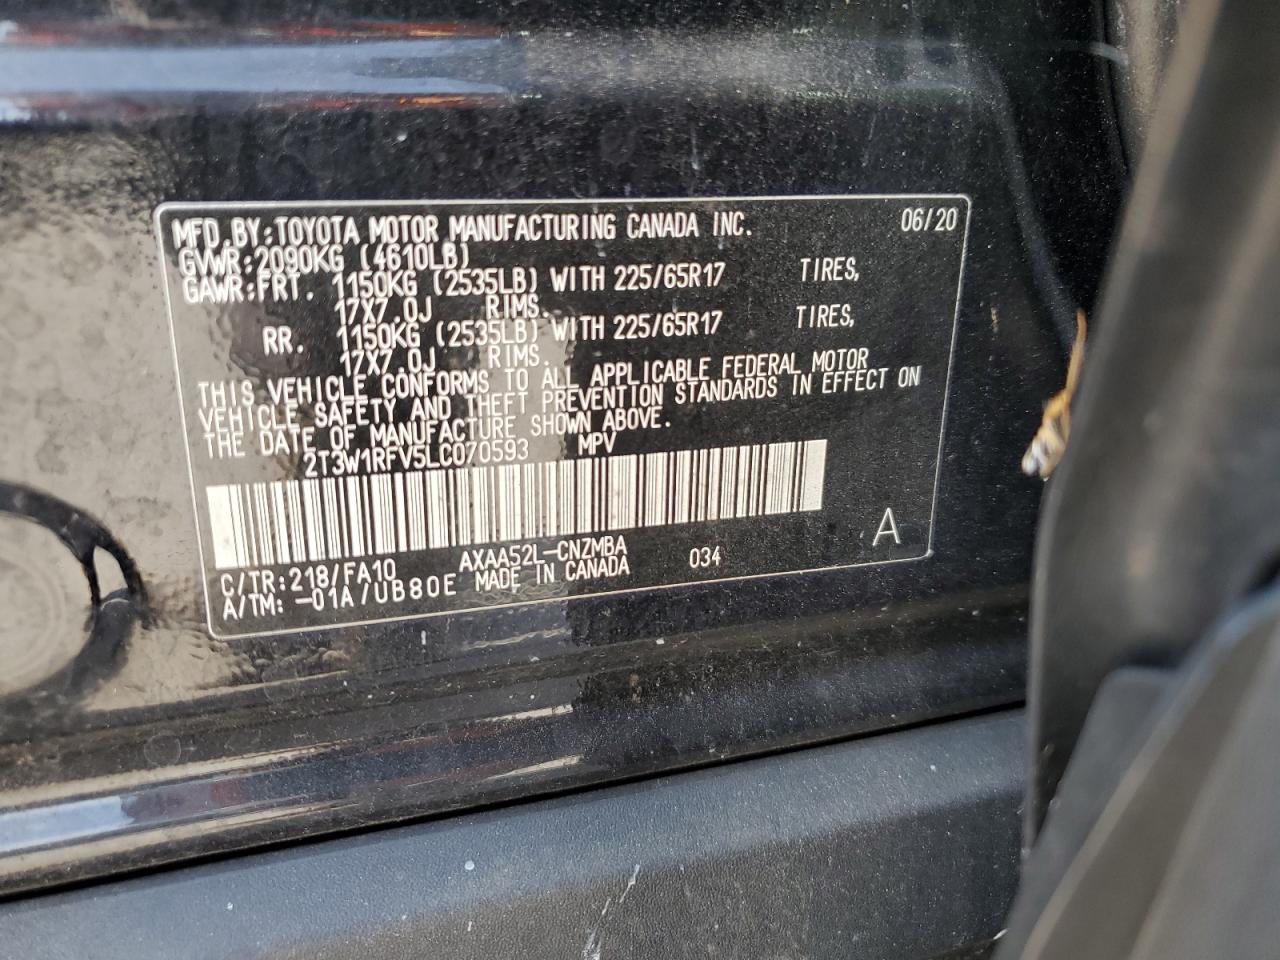 MFD.BY:TOYOTA MOTOR MANUFACTURING CANADA INC. 06/20
GVWR:2090KG (4610LB)
GAWR:FRT. 1150KG (2535LB) WITH 225/65R17 TIRES,
17X7.0J RIMS.
RR. 1150KG (2535LB) WITH 225/65R17 TIRES,
17X7.0J RIMS.
THIS VEHICLE CONFORMS TO ALL APPLICABLE FEDERAL MOTOR
VEHICLE SAFETY AND THEFT PREVENTION STANDARDS IN EFFECT ON
THE DATE OF MANUFACTURE SHOWN ABOVE.
2T3W1RFV5LC070593 MPV
C/TR:218/FA10 AXAA52L-CNZMBA 034 A
A/TM:-01A/UB80E MADE IN CANADA